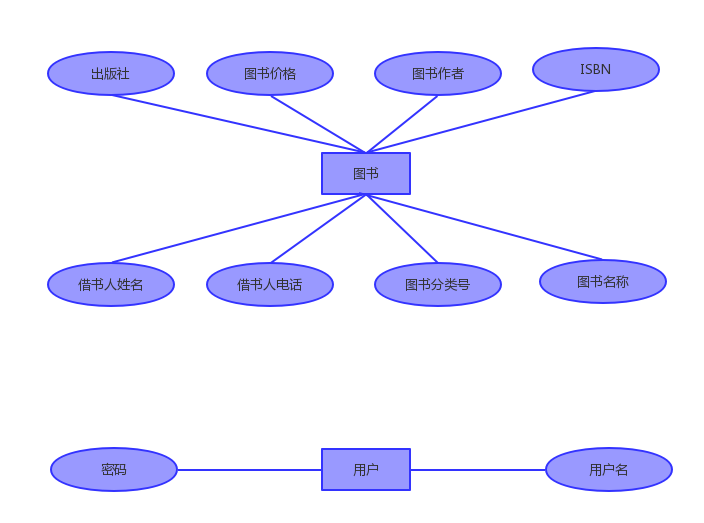 出版社
图书价格
图书作者
ISBN
图书
借书人姓名
借书人电话
图书分类号
图书名称
密码
用户
用户名